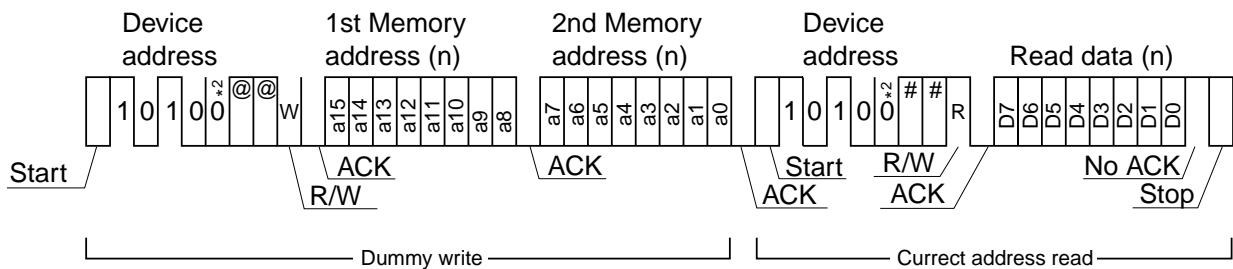 Device address
1st Memory address (n)
2nd Memory address (n)
Device address
Read data (n)
1 0 1 0 0 *2 @ @ W
a15 a14 a13 a12 a11 a10 a9 a8
a7 a6 a5 a4 a3 a2 a1 a0
1 0 1 0 0 *2 # # R
D7 D6 D5 D4 D3 D2 D1 D0
Start
R/W
ACK
ACK
ACK
Start
R/W
ACK
No ACK
Stop
Dummy write
Currect address read